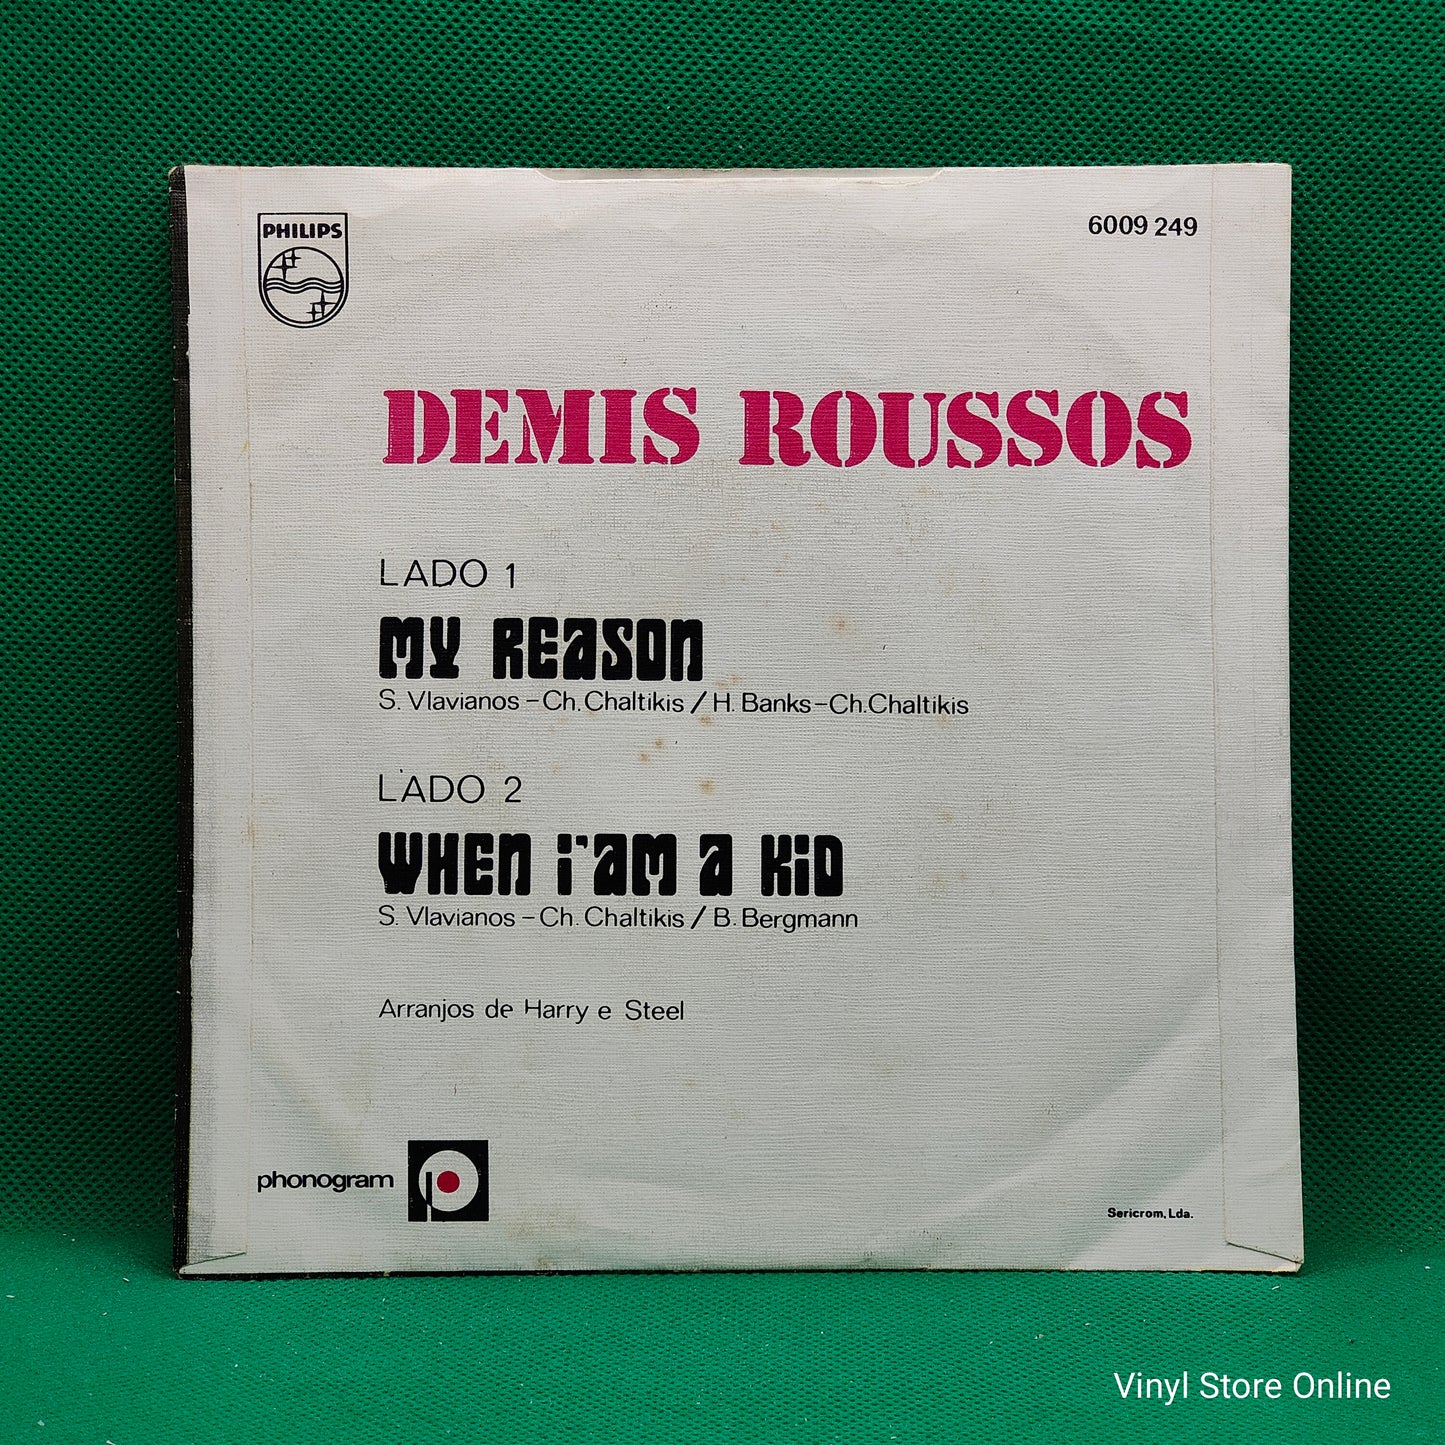 PHILIPS
6009 249
DEMIS ROUSSOS
LADO 1
MY REASON
S. Vlavianos - Ch. Chaltikis / H. Banks - Ch. Chaltikis
LADO 2
WHEN i'AM A KiD
S. Vlavianos - Ch. Chaltikis / B. Bergmann
Arranjos de Harry e Steel
phonogram
Sericrom, Lda.
Vinyl Store Online